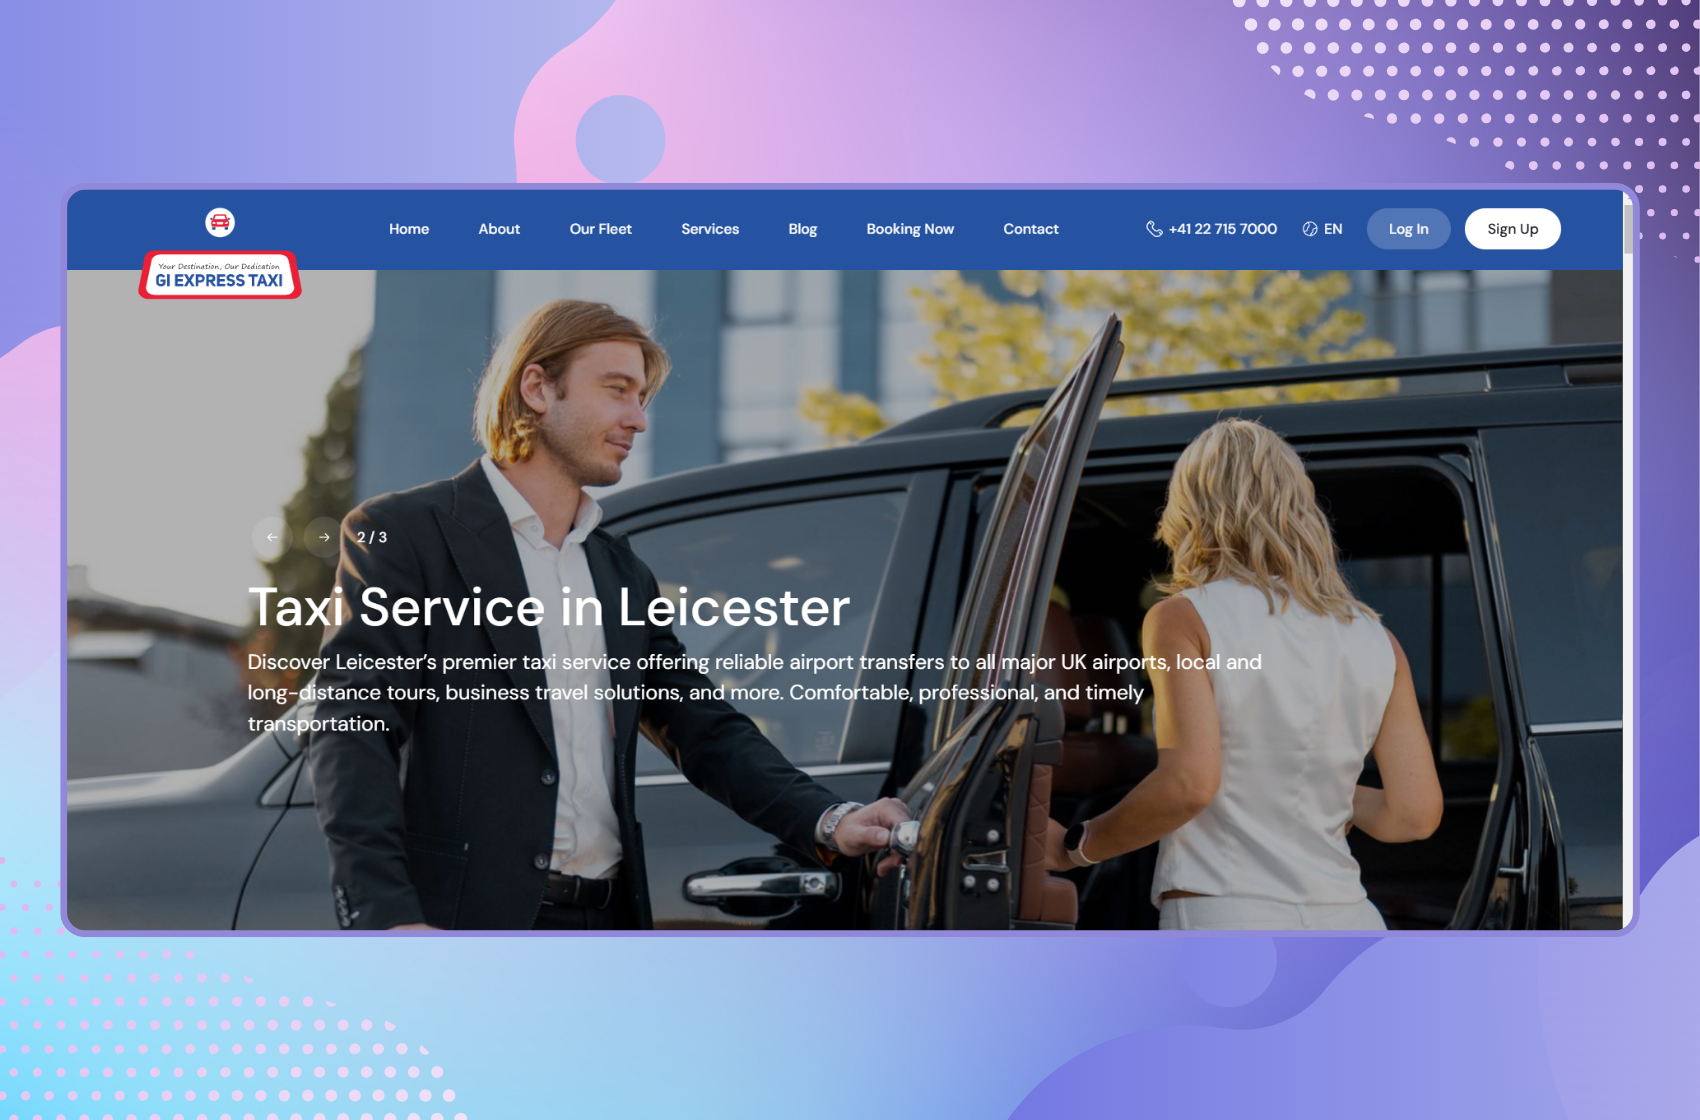 Home
About
Our Fleet
Services
Blog
Booking Now
Contact
+41 22 715 7000
EN
Log In
Sign Up
Your Destination, Our Dedication
GI EXPRESS TAXI
2 / 3
Taxi Service in Leicester
Discover Leicester’s premier taxi service offering reliable airport transfers to all major UK airports, local and
long-distance tours, business travel solutions, and more. Comfortable, professional, and timely
transportation.